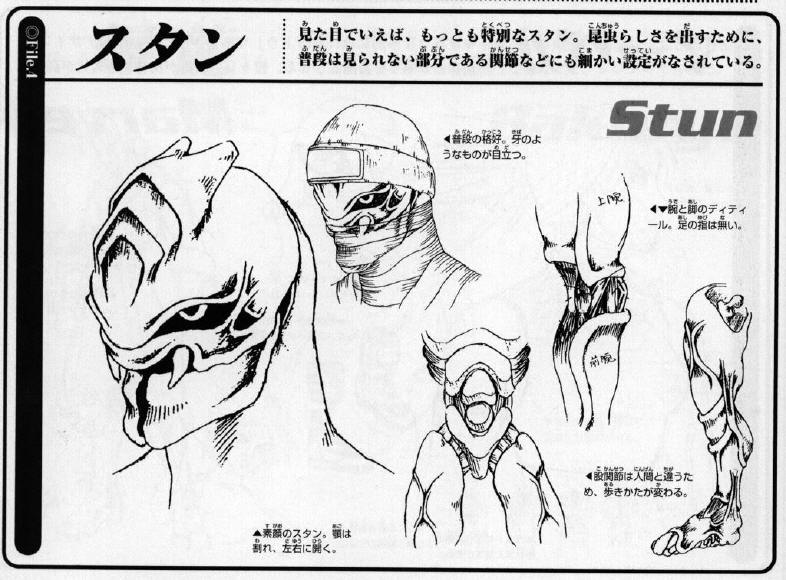 ©File.4
スタン
見た目でいえば、もっとも特別なスタン。昆虫らしさを出すために、
普段は見られない部分である関節などにも細かい設定がなされている。
Stun
◀普段の格好。牙のよ
うなものが目立つ。
上腕
◀▼腕と脚のディティ
ール。足の指は無い。
前腕
◀股関節は人間と違うた
め、歩きかたが変わる。
▲素顔のスタン。顎は
割れ、左右に開く。